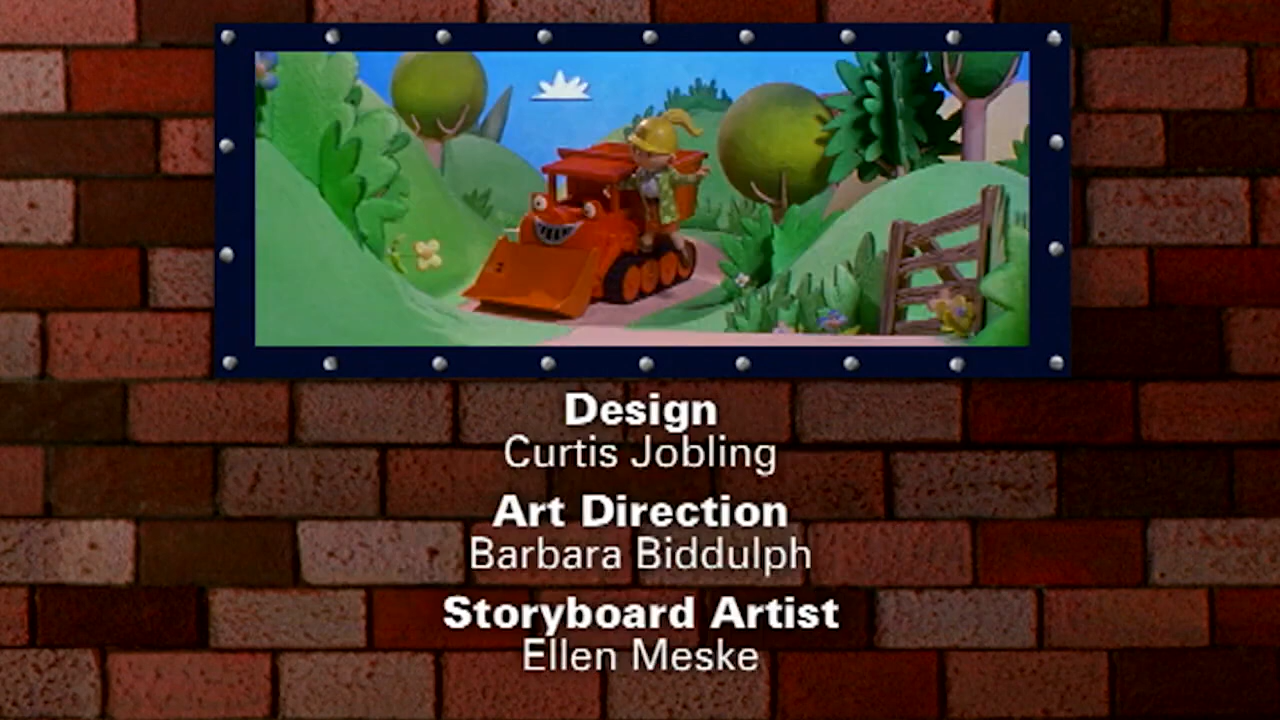 Design
Curtis Jobling
Art Direction
Barbara Biddulph
Storyboard Artist
Ellen Meske